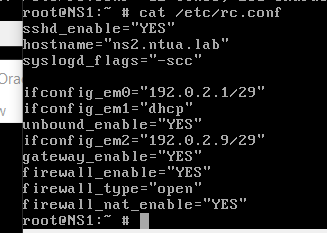 Ora
w
root@NS1:~ # cat /etc/rc.conf
sshd_enable="YES"
hostname="ns2.ntua.lab"
syslogd_flags="-scc"
ifconfig_em0="192.0.2.1/29"
ifconfig_em1="dhcp"
unbound_enable="YES"
ifconfig_em2="192.0.2.9/29"
gateway_enable="YES"
firewall_enable="YES"
firewall_type="open"
firewall_nat_enable="YES"
root@NS1:~ #